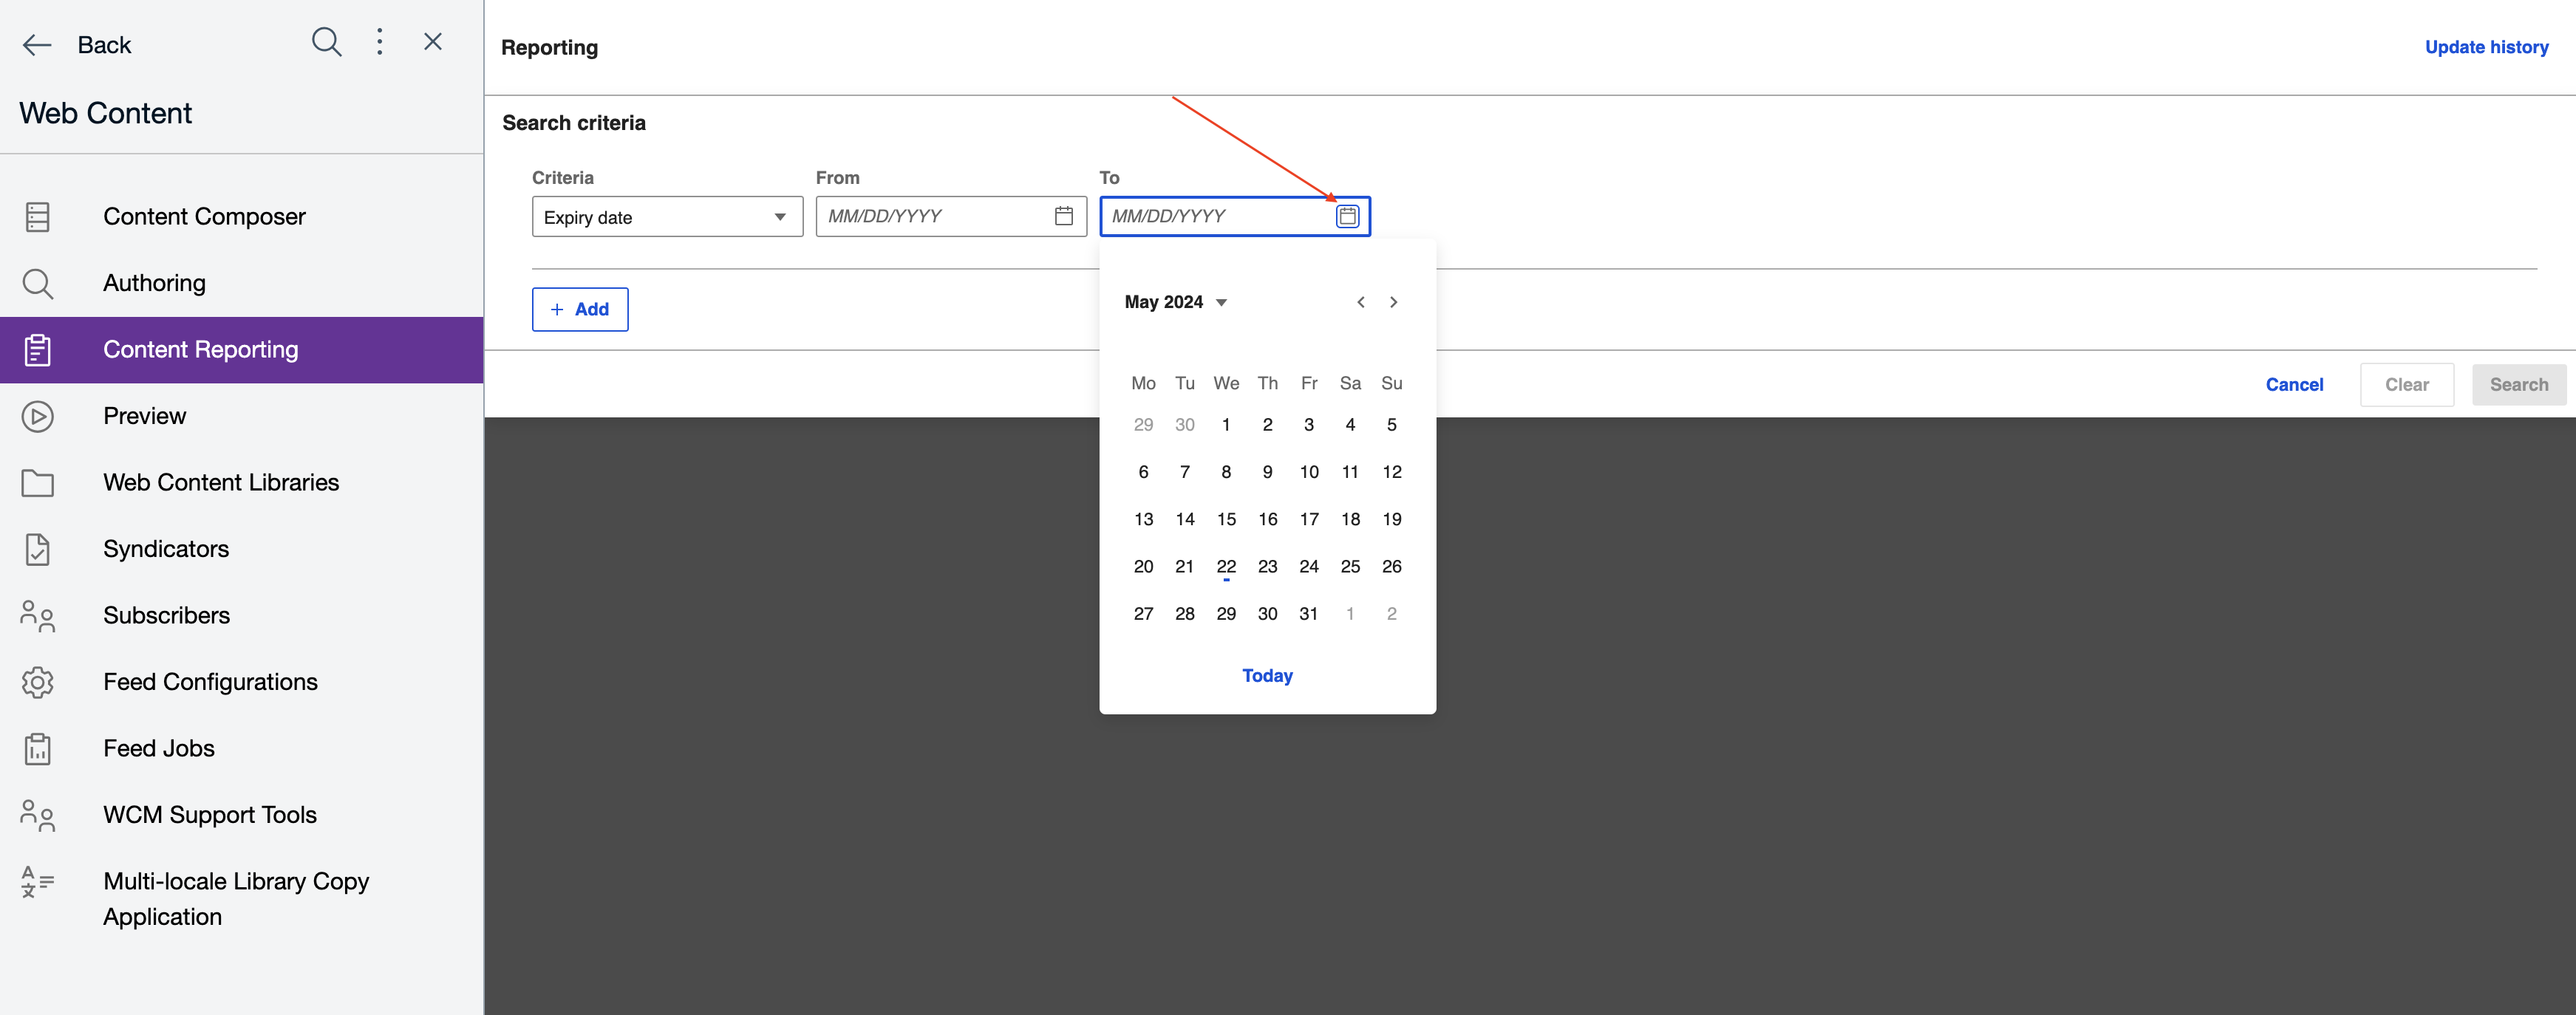 Back
Web Content
Content Composer
Authoring
Content Reporting
Preview
Web Content Libraries
Syndicators
Subscribers
Feed Configurations
Feed Jobs
WCM Support Tools
Multi-locale Library Copy
Application
Reporting
Update history
Search criteria
Criteria From To
Expiry date MM/DD/YYYY MM/DD/YYYY
+ Add
May 2024
Mo Tu We Th Fr Sa Su
29 30 1 2 3 4 5
6 7 8 9 10 11 12
13 14 15 16 17 18 19
20 21 22 23 24 25 26
27 28 29 30 31 1 2
Today
Cancel Clear Search